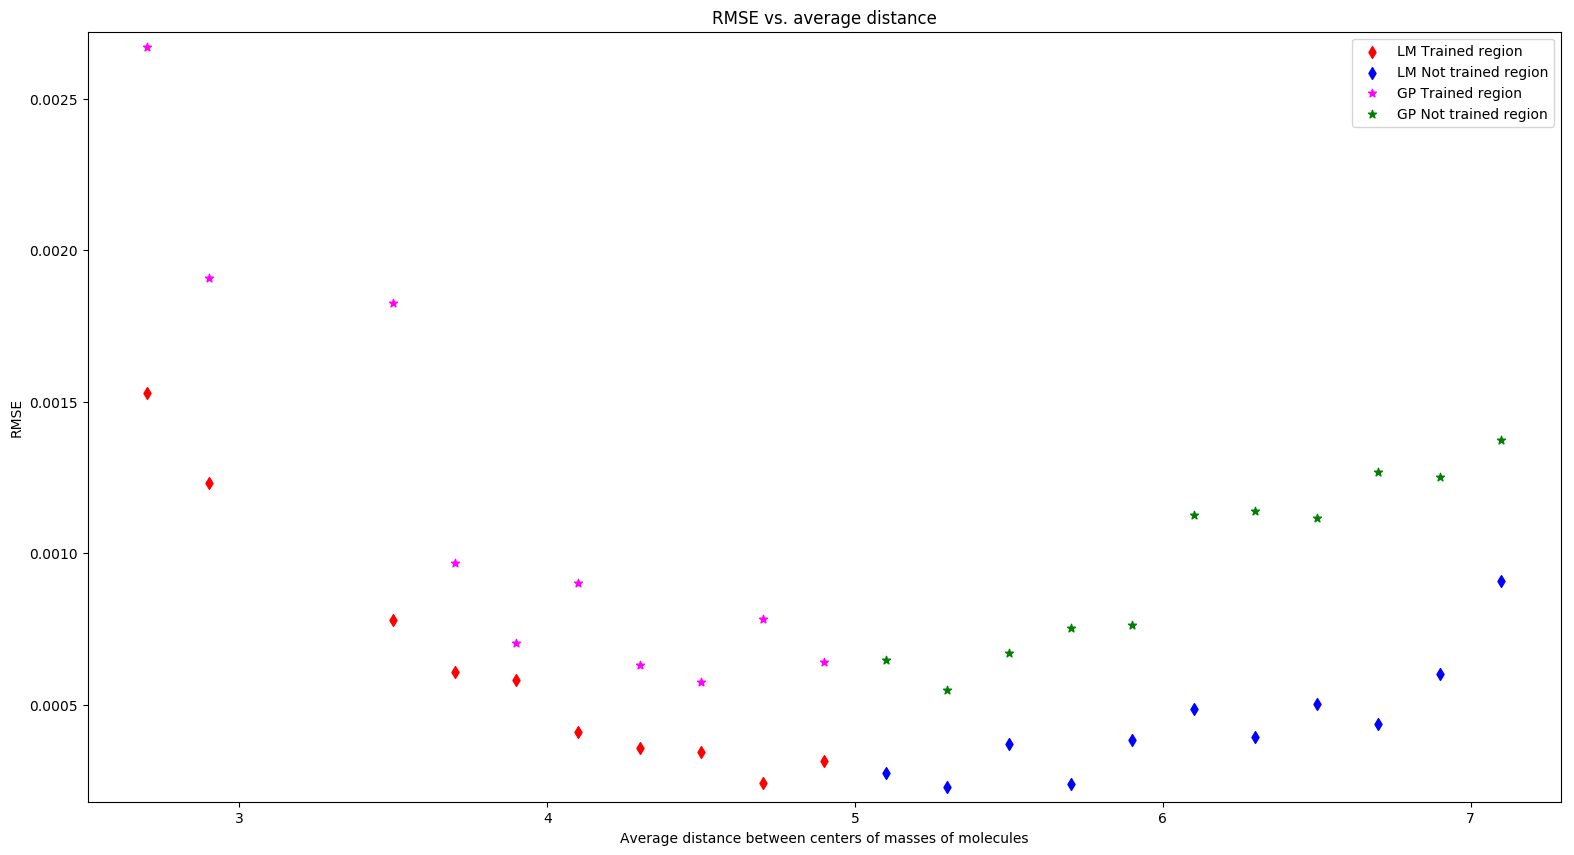 RMSE vs. average distance
LM Trained region
LM Not trained region
GP Trained region
GP Not trained region
0.0025
0.0020
0.0015
0.0010
0.0005
RMSE
3 4 5 6 7
Average distance between centers of masses of molecules